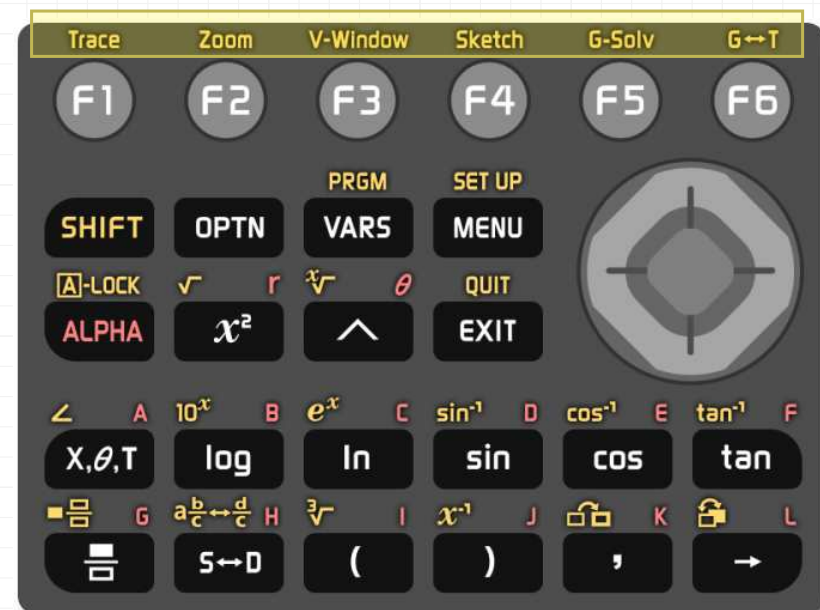 Trace Zoom V-Window Sketch G-Solv G↔T
F1 F2 F3 F4 F5 F6
PRGM SET UP
SHIFT OPTN VARS MENU
A-LOCK √ r ˣ√ θ QUIT
ALPHA x² ^ EXIT
∠ A 10ˣ B eˣ C sin⁻¹ D cos⁻¹ E tan⁻¹ F
X,θ,T log ln sin cos tan
G a b/c↔d/c H ³√ I x⁻¹ J K L
S↔D ( ) , →